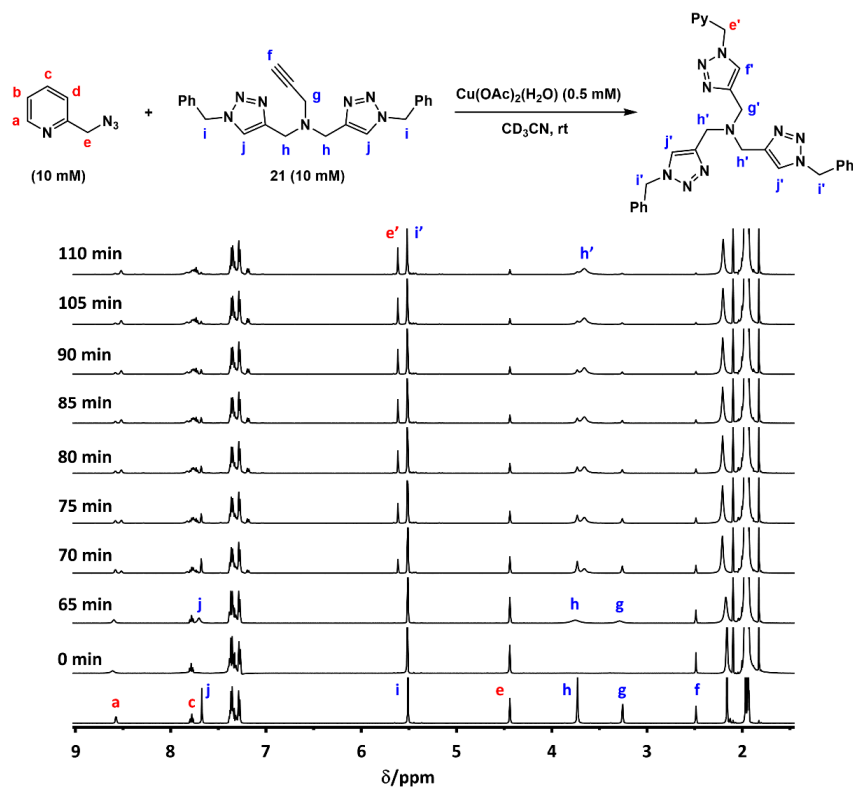 Py
e'
N
N
N
f'
g'
h'
N
h'
j'
j'
i'
N
N
N
N
N
N
i'
Ph
Ph
c
b
d
a
N
N3
e
(10 mM)
+
f
g
N
N
N
N
N
N
N
Ph
Ph
i
j
h
h
j
i
21 (10 mM)
Cu(OAc)2(H2O) (0.5 mM)
CD3CN, rt
110 min
e’
i’
h’
105 min
90 min
85 min
80 min
75 min
70 min
65 min
j
h
g
0 min
a
c
j
i
e
h
g
f
9
8
7
6
5
4
3
2
δ/ppm